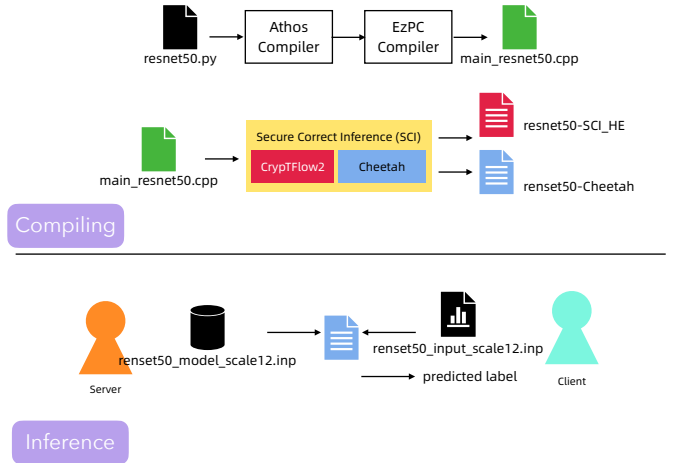 Athos
Compiler
EzPC
Compiler
resnet50.py
main_resnet50.cpp
Secure Correct Inference (SCI)
CrypTFlow2
Cheetah
resnet50-SCI_HE
renset50-Cheetah
main_resnet50.cpp
Compiling
renset50_model_scale12.inp
renset50_input_scale12.inp
predicted label
Server
Client
Inference